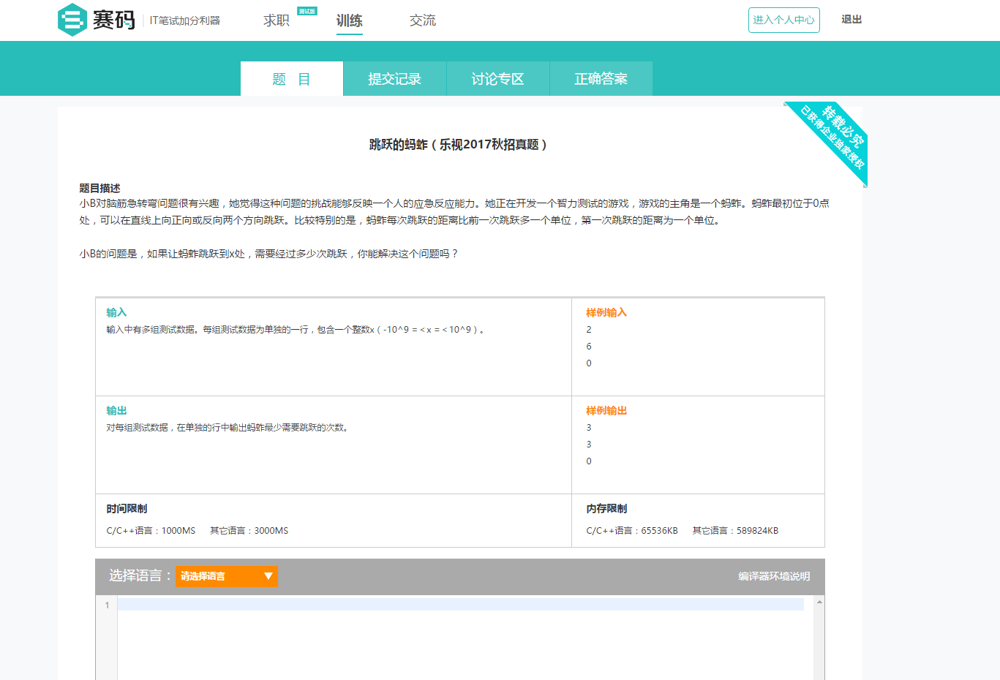 赛码
IT笔试加分利器
求职
测试版
训练
交流
进入个人中心
退出
题 目
提交记录
讨论专区
正确答案
转载必究
已获得企业独家授权
跳跃的蚂蚱（乐视2017秋招真题）
题目描述
小B对脑筋急转弯问题很有兴趣，她觉得这种问题的挑战能够反映一个人的应急反应能力。她正在开发一个智力测试的游戏，游戏的主角是一个蚂蚱。蚂蚱最初位于0点
处，可以在直线上向正向或反向两个方向跳跃。比较特别的是，蚂蚱每次跳跃的距离比前一次跳跃多一个单位，第一次跳跃的距离为一个单位。
小B的问题是，如果让蚂蚱跳跃到x处，需要经过多少次跳跃，你能解决这个问题吗？
输入
输入中有多组测试数据。每组测试数据为单独的一行，包含一个整数x（-10^9 =< x =< 10^9）。
样例输入
2
6
0
输出
对每组测试数据，在单独的行中输出蚂蚱最少需要跳跃的次数。
样例输出
3
3
0
时间限制
C/C++语言：1000MS 其它语言：3000MS
内存限制
C/C++语言：65536KB 其它语言：589824KB
选择语言：
请选择语言
编译器环境说明
1